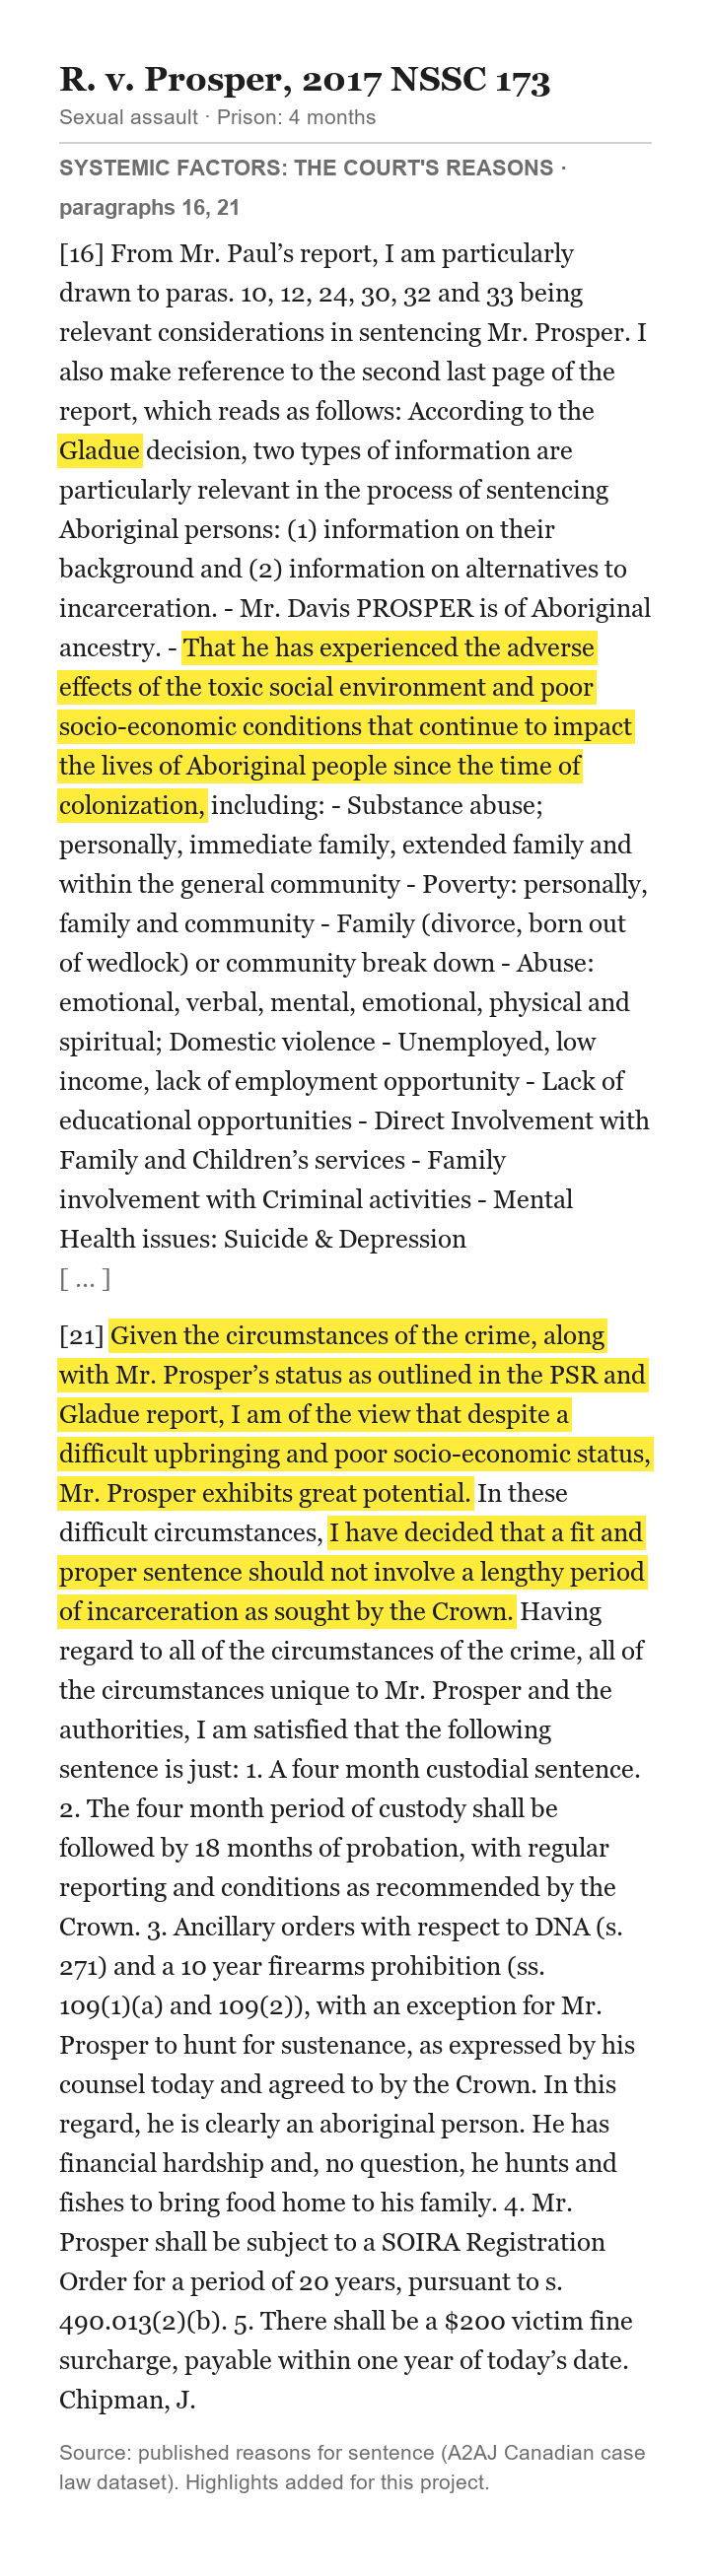 R. v. Prosper, 2017 NSSC 173
Sexual assault · Prison: 4 months
SYSTEMIC FACTORS: THE COURT'S REASONS ·
paragraphs 16, 21
[16] From Mr. Paul’s report, I am particularly
drawn to paras. 10, 12, 24, 30, 32 and 33 being
relevant considerations in sentencing Mr. Prosper. I
also make reference to the second last page of the
report, which reads as follows: According to the
Gladue decision, two types of information are
particularly relevant in the process of sentencing
Aboriginal persons: (1) information on their
background and (2) information on alternatives to
incarceration. - Mr. Davis PROSPER is of Aboriginal
ancestry. - That he has experienced the adverse
effects of the toxic social environment and poor
socio-economic conditions that continue to impact
the lives of Aboriginal people since the time of
colonization, including: - Substance abuse;
personally, immediate family, extended family and
within the general community - Poverty: personally,
family and community - Family (divorce, born out
of wedlock) or community break down - Abuse:
emotional, verbal, mental, emotional, physical and
spiritual; Domestic violence - Unemployed, low
income, lack of employment opportunity - Lack of
educational opportunities - Direct Involvement with
Family and Children’s services - Family
involvement with Criminal activities - Mental
Health issues: Suicide & Depression
[ ... ]
[21] Given the circumstances of the crime, along
with Mr. Prosper’s status as outlined in the PSR and
Gladue report, I am of the view that despite a
difficult upbringing and poor socio-economic status,
Mr. Prosper exhibits great potential. In these
difficult circumstances, I have decided that a fit and
proper sentence should not involve a lengthy period
of incarceration as sought by the Crown. Having
regard to all of the circumstances of the crime, all of
the circumstances unique to Mr. Prosper and the
authorities, I am satisfied that the following
sentence is just: 1. A four month custodial sentence.
2. The four month period of custody shall be
followed by 18 months of probation, with regular
reporting and conditions as recommended by the
Crown. 3. Ancillary orders with respect to DNA (s.
271) and a 10 year firearms prohibition (ss.
109(1)(a) and 109(2)), with an exception for Mr.
Prosper to hunt for sustenance, as expressed by his
counsel today and agreed to by the Crown. In this
regard, he is clearly an aboriginal person. He has
financial hardship and, no question, he hunts and
fishes to bring food home to his family. 4. Mr.
Prosper shall be subject to a SOIRA Registration
Order for a period of 20 years, pursuant to s.
490.013(2)(b). 5. There shall be a $200 victim fine
surcharge, payable within one year of today’s date.
Chipman, J.
Source: published reasons for sentence (A2AJ Canadian case
law dataset). Highlights added for this project.